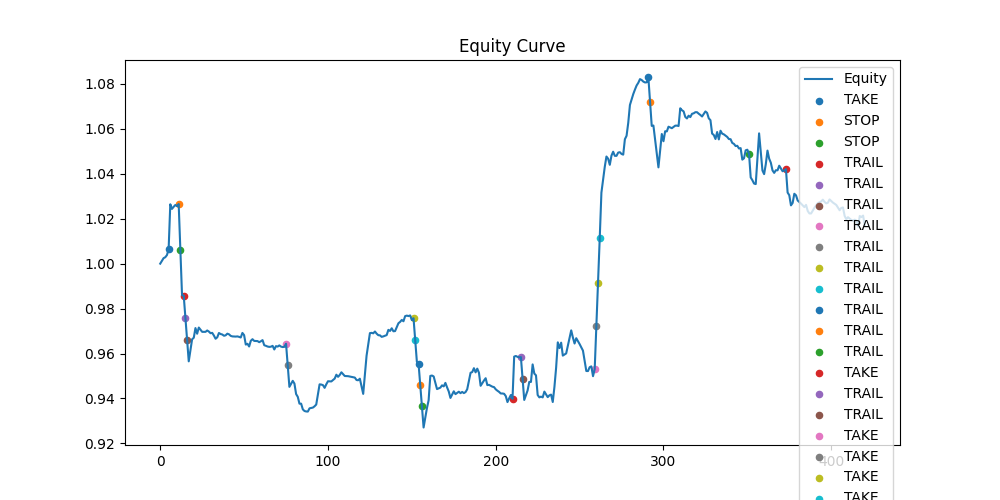 Equity Curve
1.08
1.06
1.04
1.02
1.00
0.98
0.96
0.94
0.92
0
100
200
300
400
Equity
TAKE
STOP
STOP
TRAIL
TRAIL
TRAIL
TRAIL
TRAIL
TRAIL
TRAIL
TRAIL
TRAIL
TRAIL
TAKE
TRAIL
TRAIL
TAKE
TAKE
TAKE
TAKE